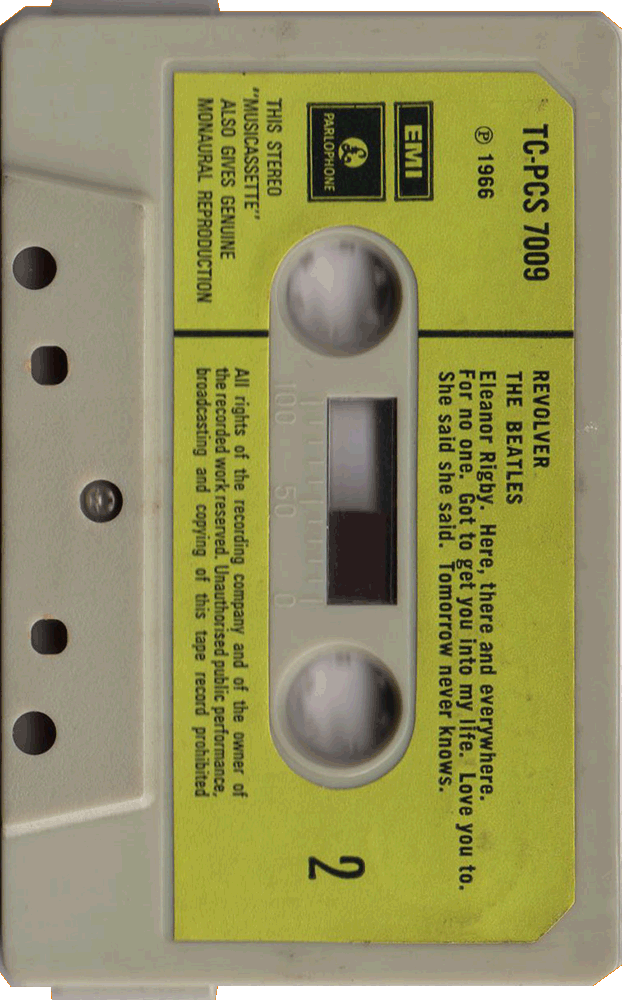 TC-PCS 7009
℗ 1966
EMI
PARLOPHONE
THIS STEREO
"MUSICASSETTE"
ALSO GIVES GENUINE
MONAURAL REPRODUCTION
REVOLVER
THE BEATLES
Eleanor Rigby. Here, there and everywhere.
For no one. Got to get you into my life. Love you to.
She said she said. Tomorrow never knows.
100 50 0
All rights of the recording company and of the owner of
the recorded work reserved. Unauthorised public performance,
broadcasting and copying of this tape record prohibited
2